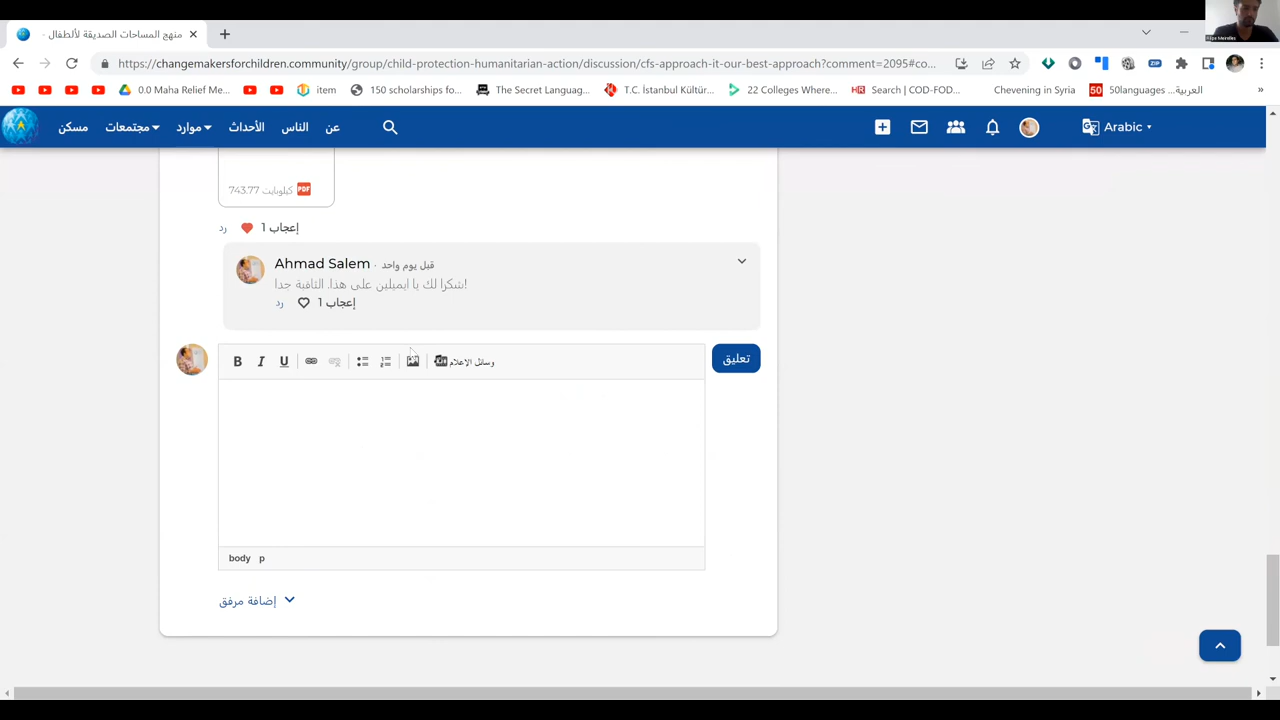 منهج المساحات الصديقة لألطفال -
https://changemakersforchildren.community/group/child-protection-humanitarian-action/discussion/cfs-approach-it-our-best-approach?comment=2095#co...
0.0 Maha Relief Me...
item
150 scholarships fo...
The Secret Languag...
T.C. İstanbul Kültür...
22 Colleges Where...
Search | COD-FOD...
Chevening in Syria
50languages ...العربية
»
مسكن
مجتمعات
موارد
الأحداث
الناس
عن
Arabic
743.77 كيلوبايت
PDF
رد
1 إعجاب
Ahmad Salem · قبل يوم واحد
شكرا لك يا ايميلين على هذا. الثاقبة جدا!
رد
1 إعجاب
B I U
وسائل الإعلام
تعليق
body p
إضافة مرفق